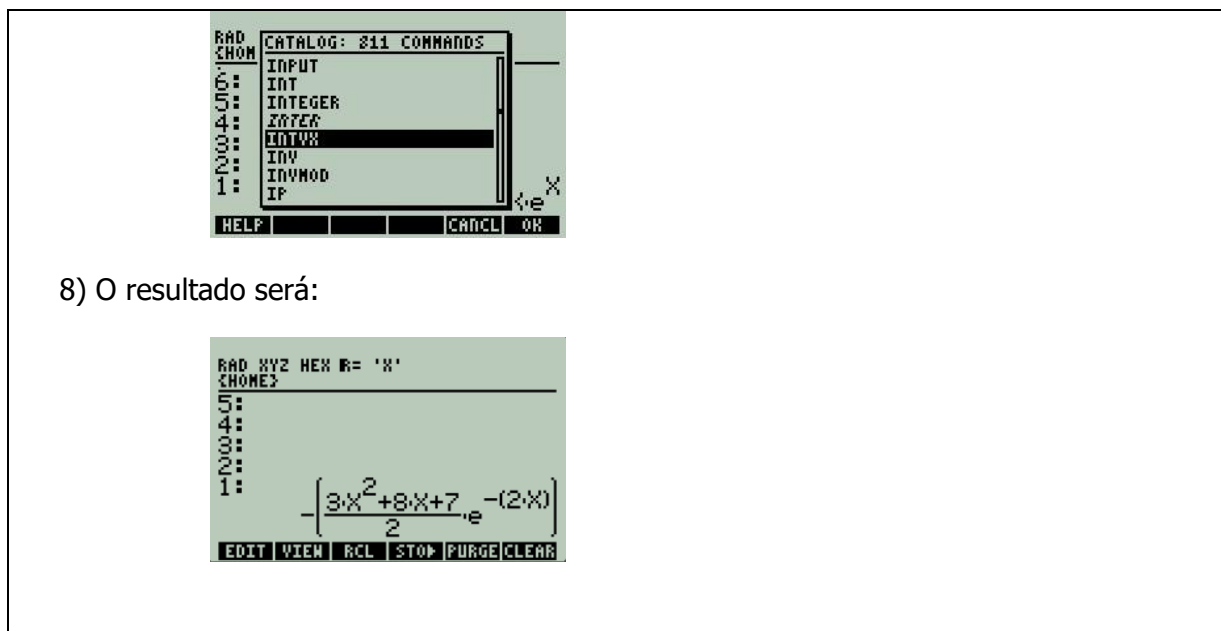 RAD
{HOM
CATALOG: 811 COMMANDS
INPUT
INT
INTEGER
INTER
INTVX
INV
INVMOD
IP
6:
5:
4:
3:
2:
1:
·e^X
HELP CANCL OK
8) O resultado será:
RAD XYZ HEX R= 'X'
{HOME}
5:
4:
3:
2:
1: -(3·X^2+8·X+7/2·e^-(2·X))
EDIT VIEW RCL STO▶ PURGE CLEAR